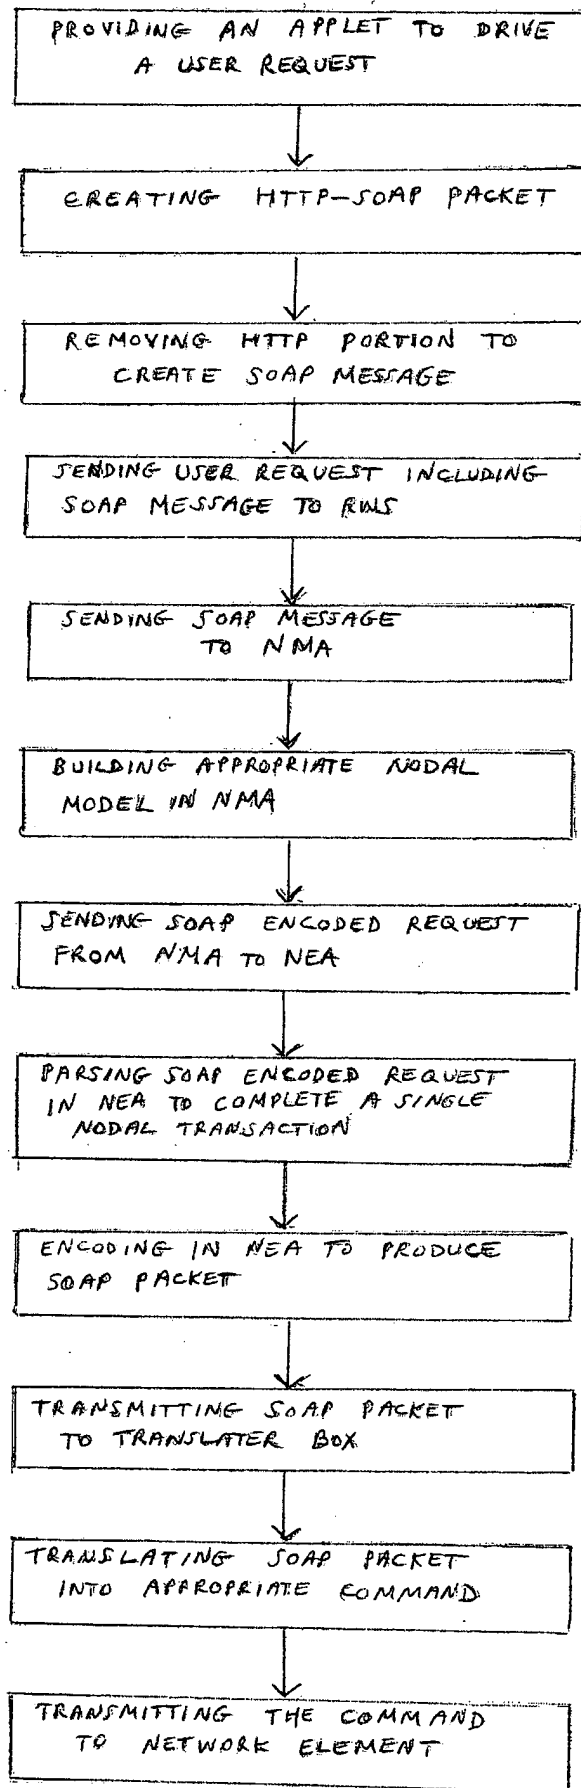 PROVIDING AN APPLET TO DRIVE
A USER REQUEST
CREATING HTTP-SOAP PACKET
REMOVING HTTP PORTION TO
CREATE SOAP MESSAGE
SENDING USER REQUEST INCLUDING
SOAP MESSAGE TO RWS
SENDING SOAP MESSAGE
TO NMA
BUILDING APPROPRIATE NODAL
MODEL IN NMA
SENDING SOAP ENCODED REQUEST
FROM NMA TO NEA
PARSING SOAP ENCODED REQUEST
IN NEA TO COMPLETE A SINGLE
NODAL TRANSACTION
ENCODING IN NEA TO PRODUCE
SOAP PACKET
TRANSMITTING SOAP PACKET
TO TRANSLATER BOX
TRANSLATING SOAP PACKET
INTO APPROPRIATE COMMAND
TRANSMITTING THE COMMAND
TO NETWORK ELEMENT